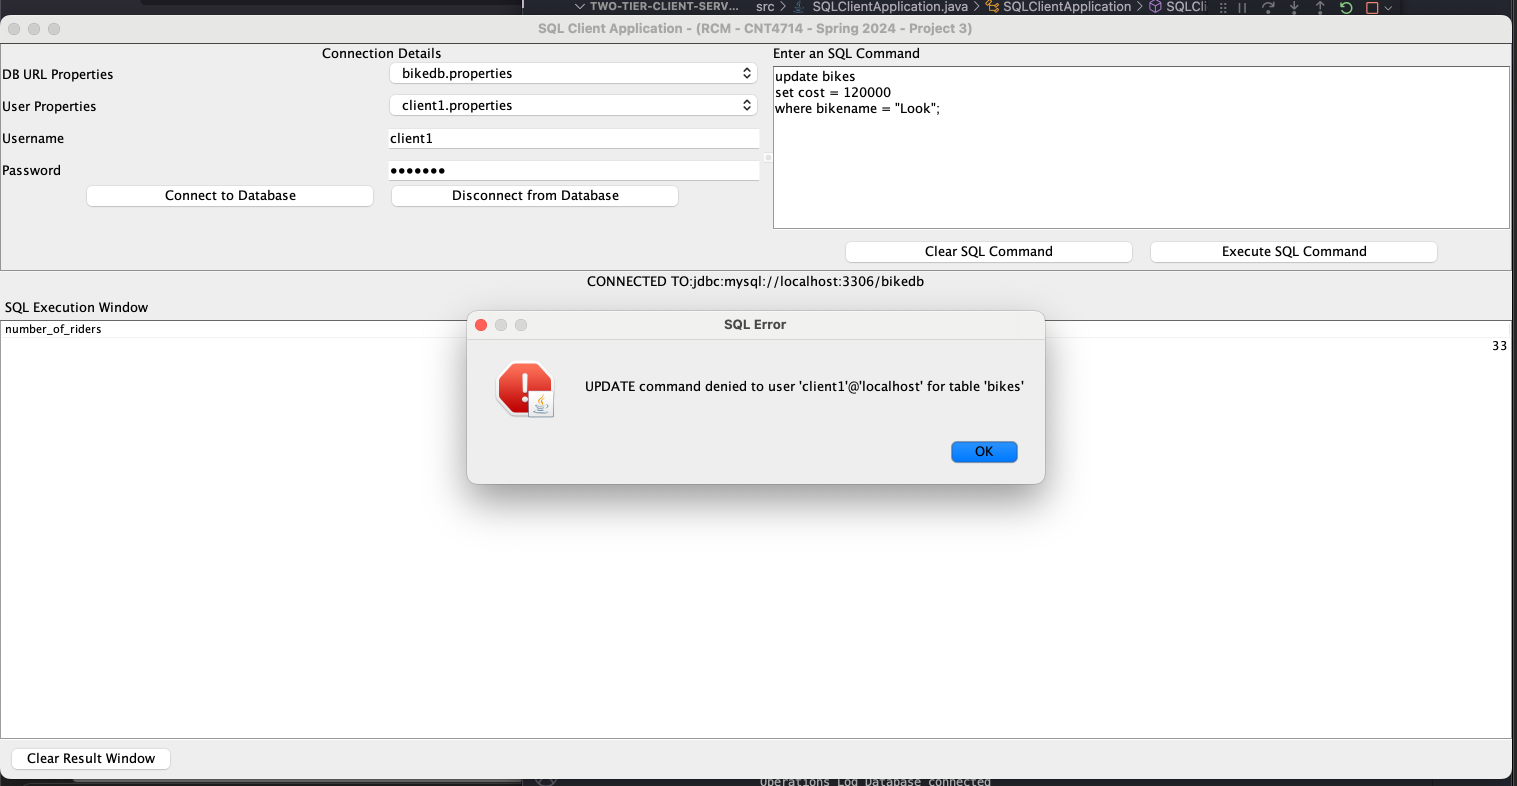 TWO-TIER-CLIENT-SERV... src > SQLClientApplication.java > SQLClientApplication >
SQL Client Application - (RCM - CNT4714 - Spring 2024 - Project 3)
Connection Details
DB URL Properties
bikedb.properties
User Properties
client1.properties
Username
client1
Password
•••••••
Connect to Database
Disconnect from Database
Enter an SQL Command
update bikes
set cost = 120000
where bikename = "Look";
Clear SQL Command
Execute SQL Command
CONNECTED TO:jdbc:mysql://localhost:3306/bikedb
SQL Execution Window
number_of_riders
33
SQL Error
UPDATE command denied to user 'client1'@'localhost' for table 'bikes'
OK
Clear Result Window
Operations Log Database connected